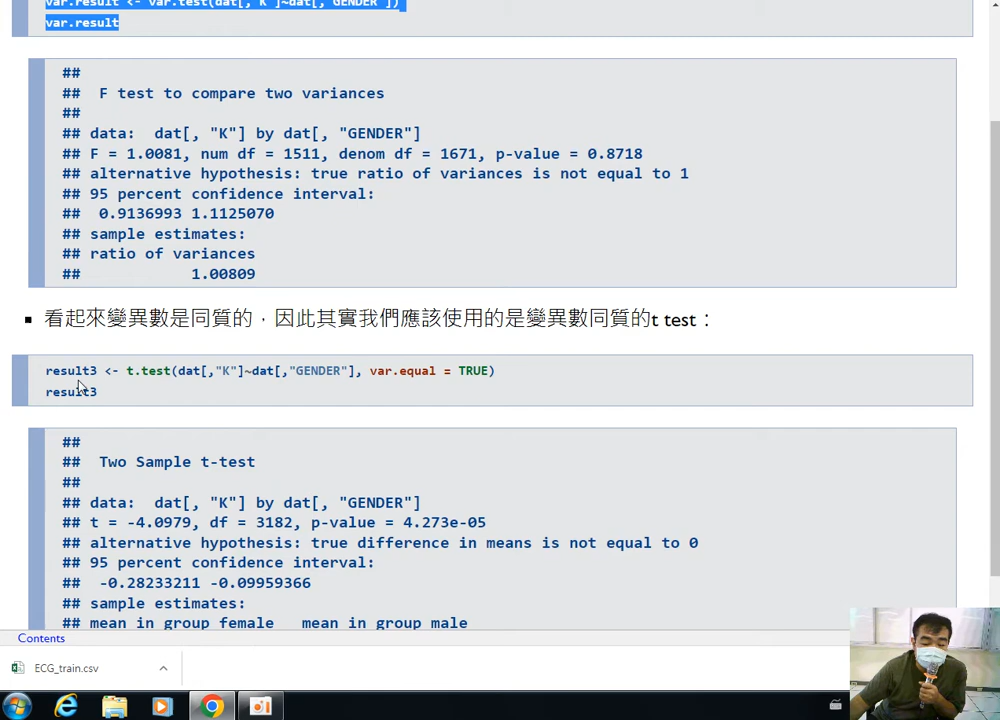 var.result <- var.test(dat[,"K"]~dat[,"GENDER"])
var.result
##
##  F test to compare two variances
##
## data:  dat[, "K"] by dat[, "GENDER"]
## F = 1.0081, num df = 1511, denom df = 1671, p-value = 0.8718
## alternative hypothesis: true ratio of variances is not equal to 1
## 95 percent confidence interval:
##  0.9136993 1.1125070
## sample estimates:
## ratio of variances
##            1.00809
▪ 看起來變異數是同質的，因此其實我們應該使用的是變異數同質的t test：
result3 <- t.test(dat[,"K"]~dat[,"GENDER"], var.equal = TRUE)
result3
##
##  Two Sample t-test
##
## data:  dat[, "K"] by dat[, "GENDER"]
## t = -4.0979, df = 3182, p-value = 4.273e-05
## alternative hypothesis: true difference in means is not equal to 0
## 95 percent confidence interval:
##  -0.28233211 -0.09959366
## sample estimates:
## mean in group female   mean in group male
Contents
ECG_train.csv